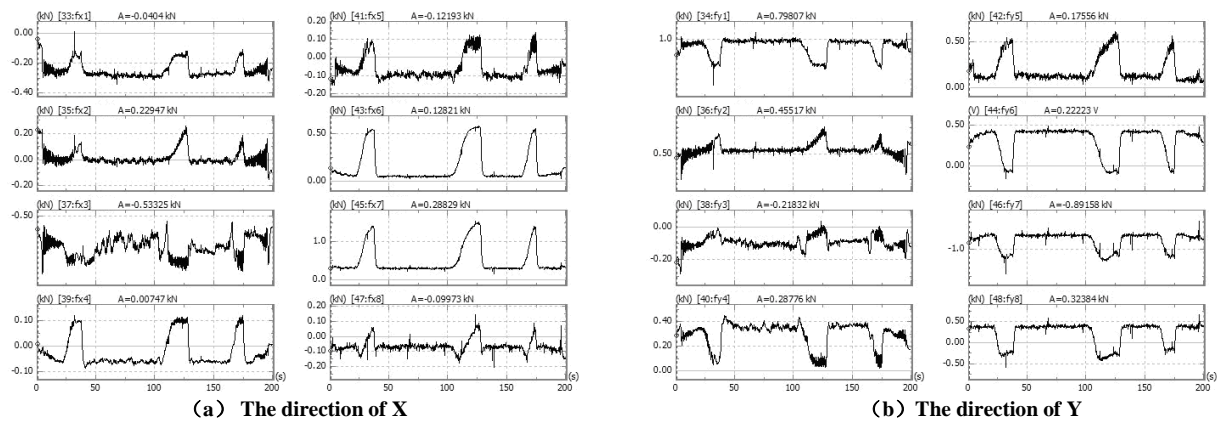 (kN) [33:fx1] A=-0.0404 kN
0.00
-0.20
-0.40
(kN) [35:fx2] A=0.22947 kN
0.20
0.00
-0.20
(kN) [37:fx3] A=-0.53325 kN
-0.50
(kN) [39:fx4] A=0.00747 kN
0.10
0.00
-0.10
0 50 100 150 200
(s)
(kN) [41:fx5] A=-0.12193 kN
0.20
0.10
0.00
-0.10
-0.20
(kN) [43:fx6] A=0.12821 kN
0.50
0.00
(kN) [45:fx7] A=0.28829 kN
1.0
0.0
(kN) [47:fx8] A=-0.09973 kN
0.20
0.10
0.00
-0.10
-0.20
0 50 100 150 200
(s)
(a) The direction of X
(kN) [34:fy1] A=0.79807 kN
1.0
(kN) [36:fy2] A=0.45517 kN
0.50
(kN) [38:fy3] A=-0.21832 kN
0.00
-0.20
(kN) [40:fy4] A=0.28776 kN
0.40
0.20
0.00
0 50 100 150 200
(s)
(kN) [42:fy5] A=0.17556 kN
0.50
0.00
(V) [44:fy6] A=0.22223 V
0.50
0.00
(kN) [46:fy7] A=-0.89158 kN
-1.0
(kN) [48:fy8] A=0.32384 kN
0.50
0.00
-0.50
0 50 100 150 200
(s)
(b) The direction of Y